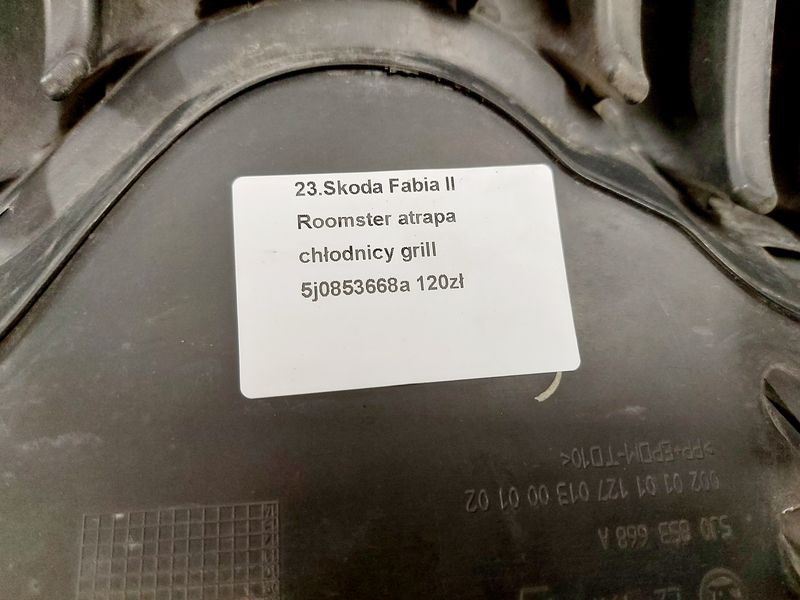 23.Skoda Fabia II
Roomster atrapa
chłodnicy grill
5j0853668a 120zł
>PP+EPDM-TD10<
002 01 01 127 013 00 01 02
5J0 853 668 A